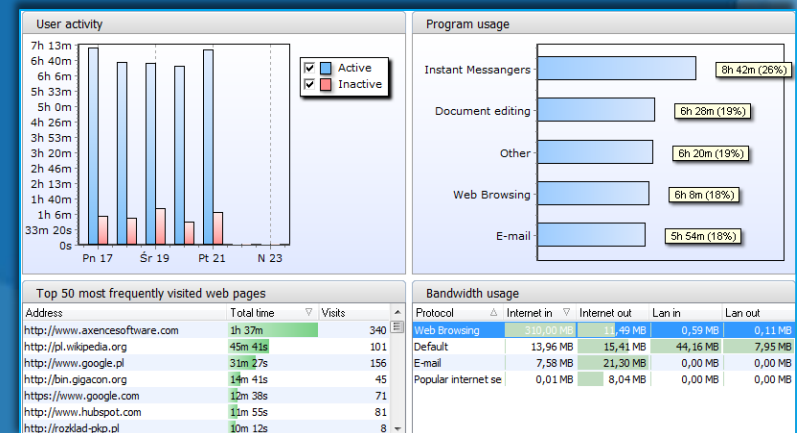 User activity
7h 13m
6h 40m
6h 6m
5h 33m
5h 0m
4h 26m
3h 53m
3h 20m
2h 46m
2h 13m
1h 40m
1h 6m
33m 20s
0s
Pn 17 Śr 19 Pt 21 N 23
Active
Inactive
Program usage
Instant Messangers 8h 42m (26%)
Document editing 6h 28m (19%)
Other 6h 20m (19%)
Web Browsing 6h 8m (18%)
E-mail 5h 54m (18%)
Top 50 most frequently visited web pages
Address Total time Visits
http://www.axencesoftware.com 1h 37m 340
http://pl.wikipedia.org 45m 41s 101
http://www.google.pl 31m 27s 156
http://bin.gigacon.org 14m 41s 45
https://www.google.com 12m 38s 71
http://www.hubspot.com 11m 55s 81
http://rozklad-pkp.pl 10m 12s 8
Bandwidth usage
Protocol Internet in Internet out Lan in Lan out
Web Browsing 310,00 MB 11,49 MB 0,59 MB 0,11 MB
Default 13,96 MB 15,41 MB 44,16 MB 7,95 MB
E-mail 7,58 MB 21,30 MB 0,00 MB 0,00 MB
Popular internet se 0,01 MB 8,04 MB 0,00 MB 0,00 MB